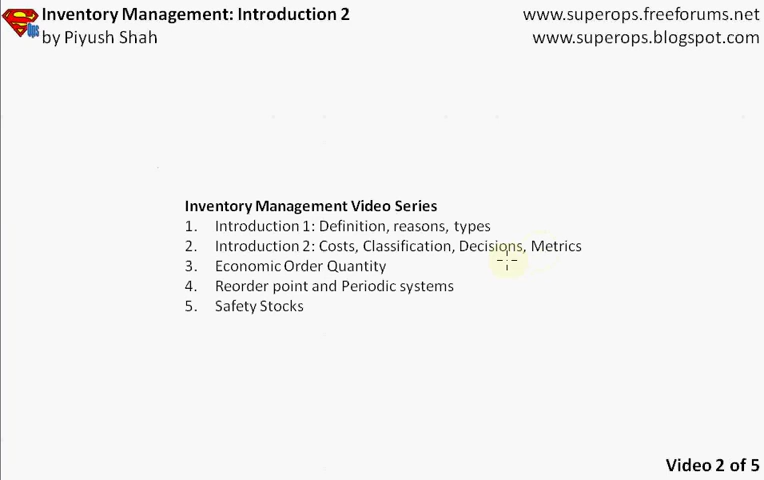 Inventory Management: Introduction 2
www.superops.freeforums.net
by Piyush Shah
www.superops.blogspot.com
Inventory Management Video Series
1. Introduction 1: Definition, reasons, types
2. Introduction 2: Costs, Classification, Decisions, Metrics
3. Economic Order Quantity
4. Reorder point and Periodic systems
5. Safety Stocks
Video 2 of 5